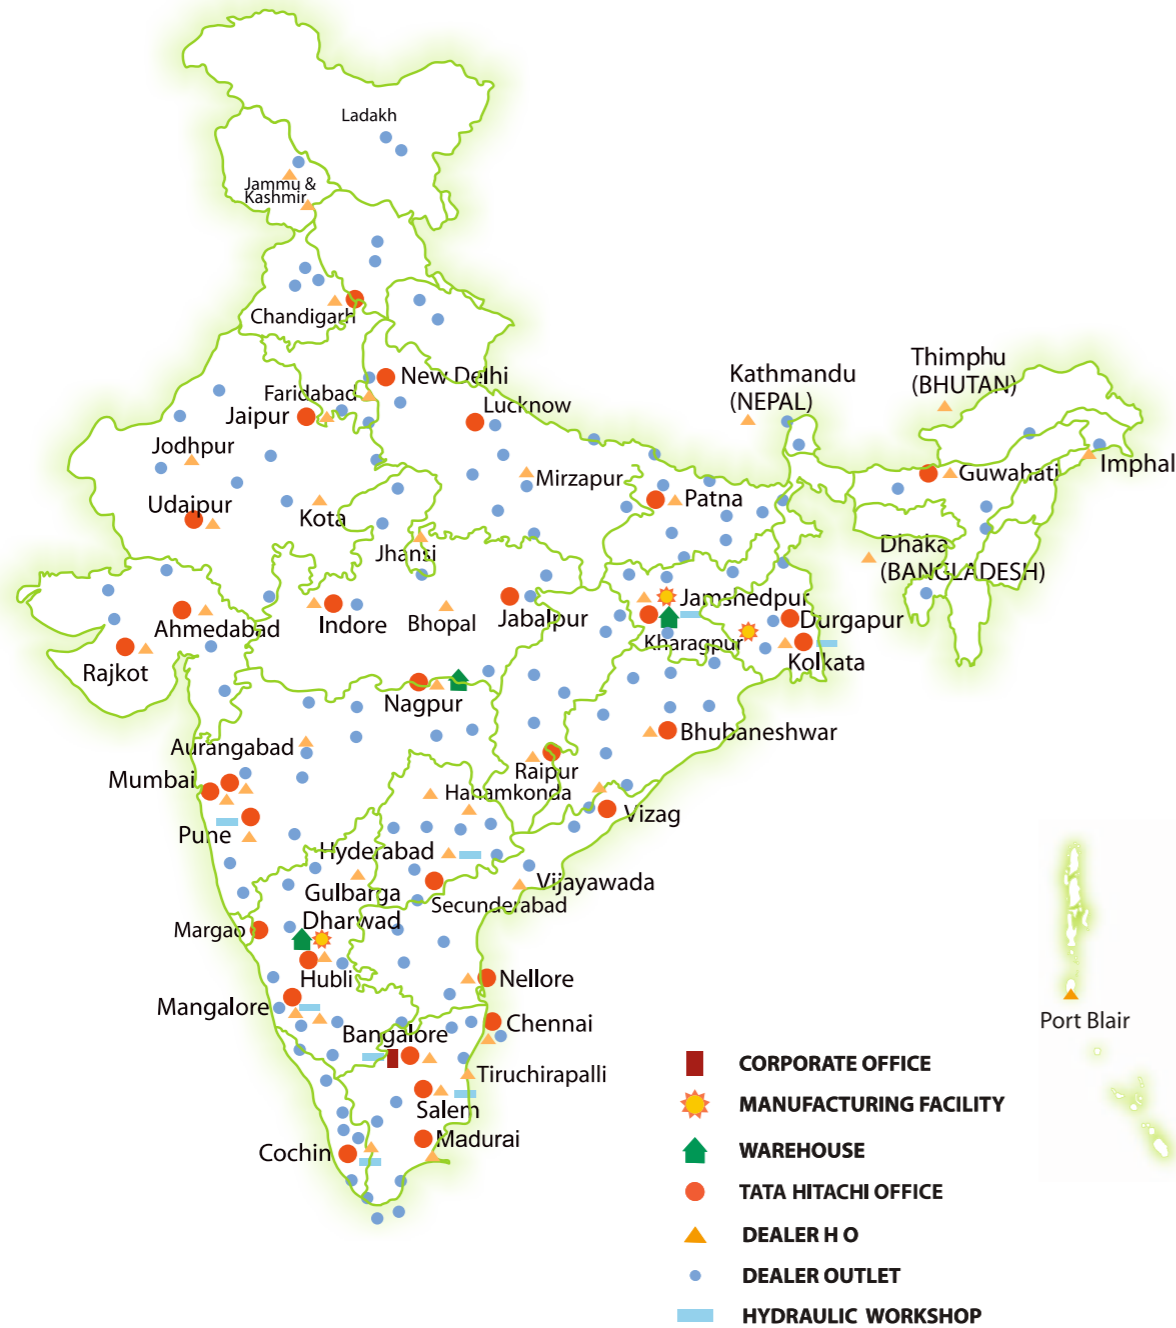 Ladakh
Jammu &
Kashmir
Chandigarh
New Delhi
Faridabad
Jaipur
Lucknow
Kathmandu
(NEPAL)
Thimphu
(BHUTAN)
Jodhpur
Mirzapur
Guwahati
Imphal
Udaipur
Kota
Patna
Jhansi
Dhaka
(BANGLADESH)
Ahmedabad
Indore
Bhopal
Jabalpur
Jamshedpur
Durgapur
Kharagpur
Kolkata
Rajkot
Nagpur
Aurangabad
Bhubaneshwar
Mumbai
Raipur
Hanamkonda
Vizag
Pune
Hyderabad
Gulbarga
Vijayawada
Secunderabad
Dharwad
Margao
Hubli
Nellore
Mangalore
Bangalore
Chennai
Port Blair
Tiruchirapalli
Salem
Madurai
Cochin
CORPORATE OFFICE
MANUFACTURING FACILITY
WAREHOUSE
TATA HITACHI OFFICE
DEALER H O
DEALER OUTLET
HYDRAULIC WORKSHOP